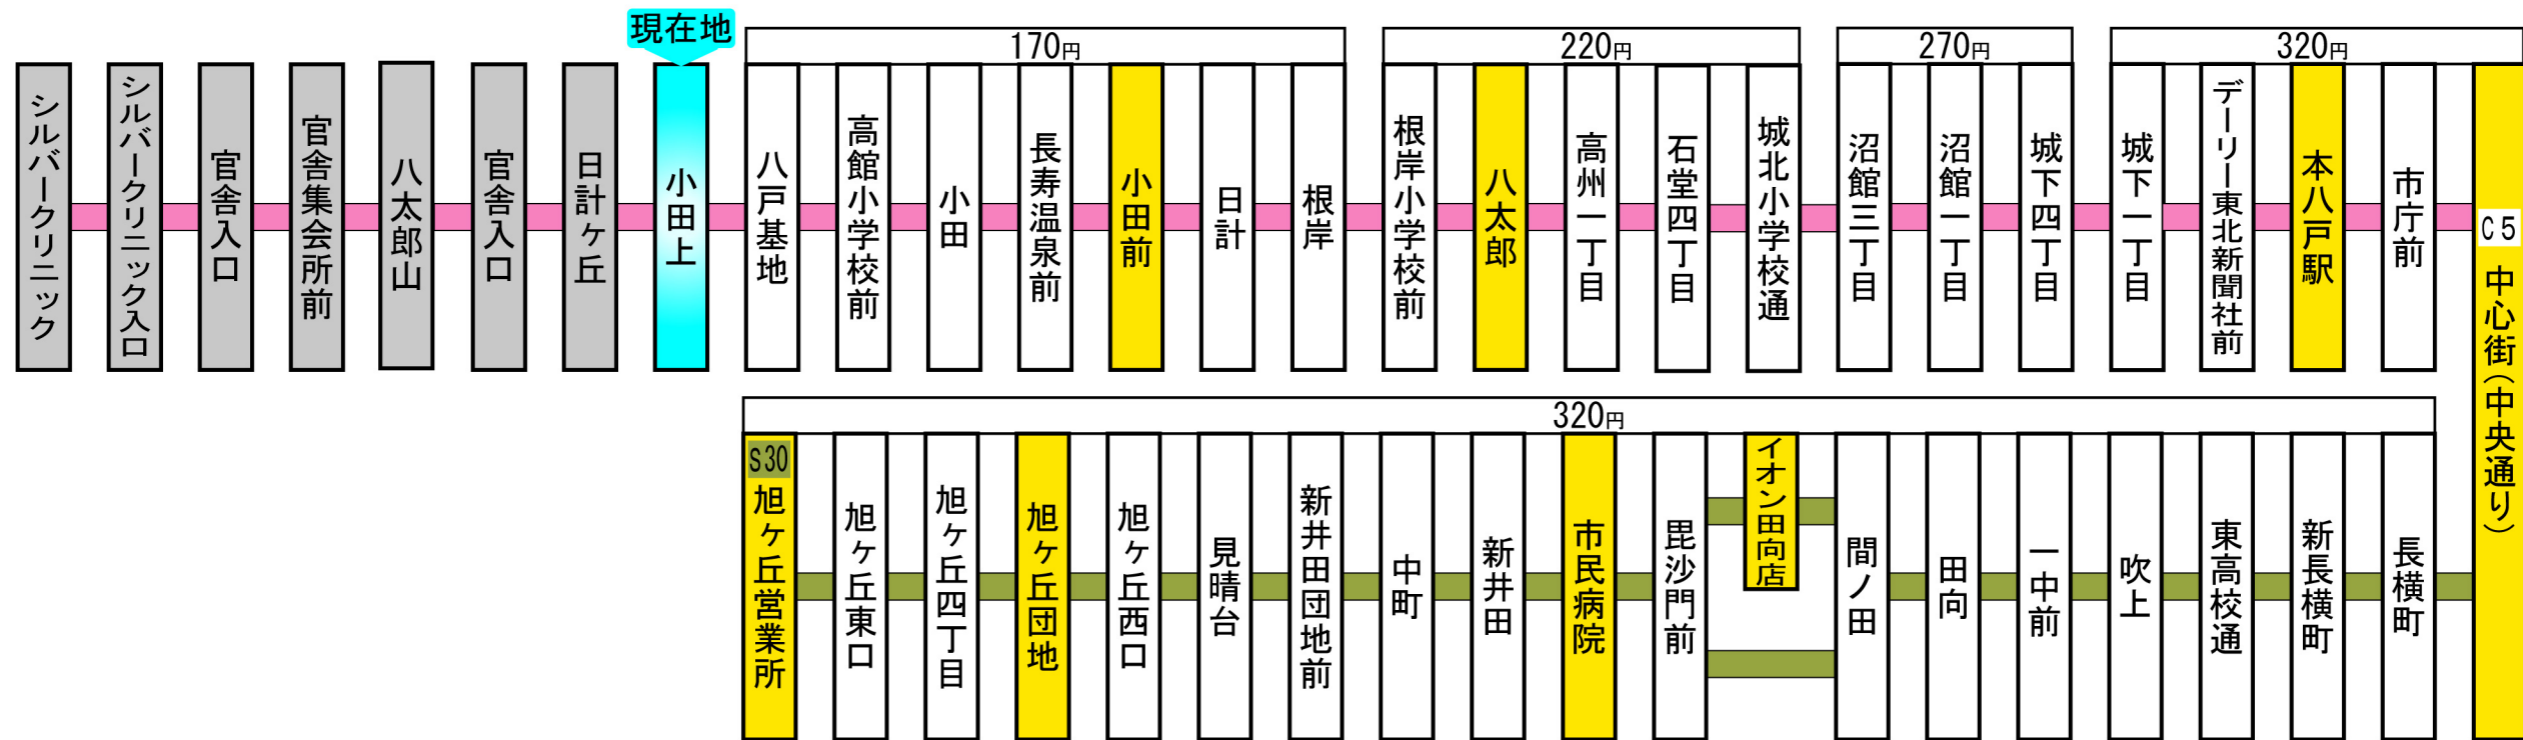 現在地
170円
220円
270円
320円
シルバークリニック
シルバークリニック入口
官舎入口
官舎集会所前
八太郎山
官舎入口
日計ヶ丘
小田上
八戸基地
高館小学校前
小田
長寿温泉前
小田前
日計
根岸
根岸小学校前
八太郎
高州一丁目
石堂四丁目
城北小学校通
沼館三丁目
沼館一丁目
城下四丁目
城下一丁目
デーリー東北新聞社前
本八戸駅
市庁前
C5
中心街（中央通り）
320円
S30
旭ヶ丘営業所
旭ヶ丘東口
旭ヶ丘四丁目
旭ヶ丘団地
旭ヶ丘西口
見晴台
新井田団地前
中町
新井田
市民病院
毘沙門前
イオン田向店
間ノ田
田向
一中前
吹上
東高校通
新長横町
長横町